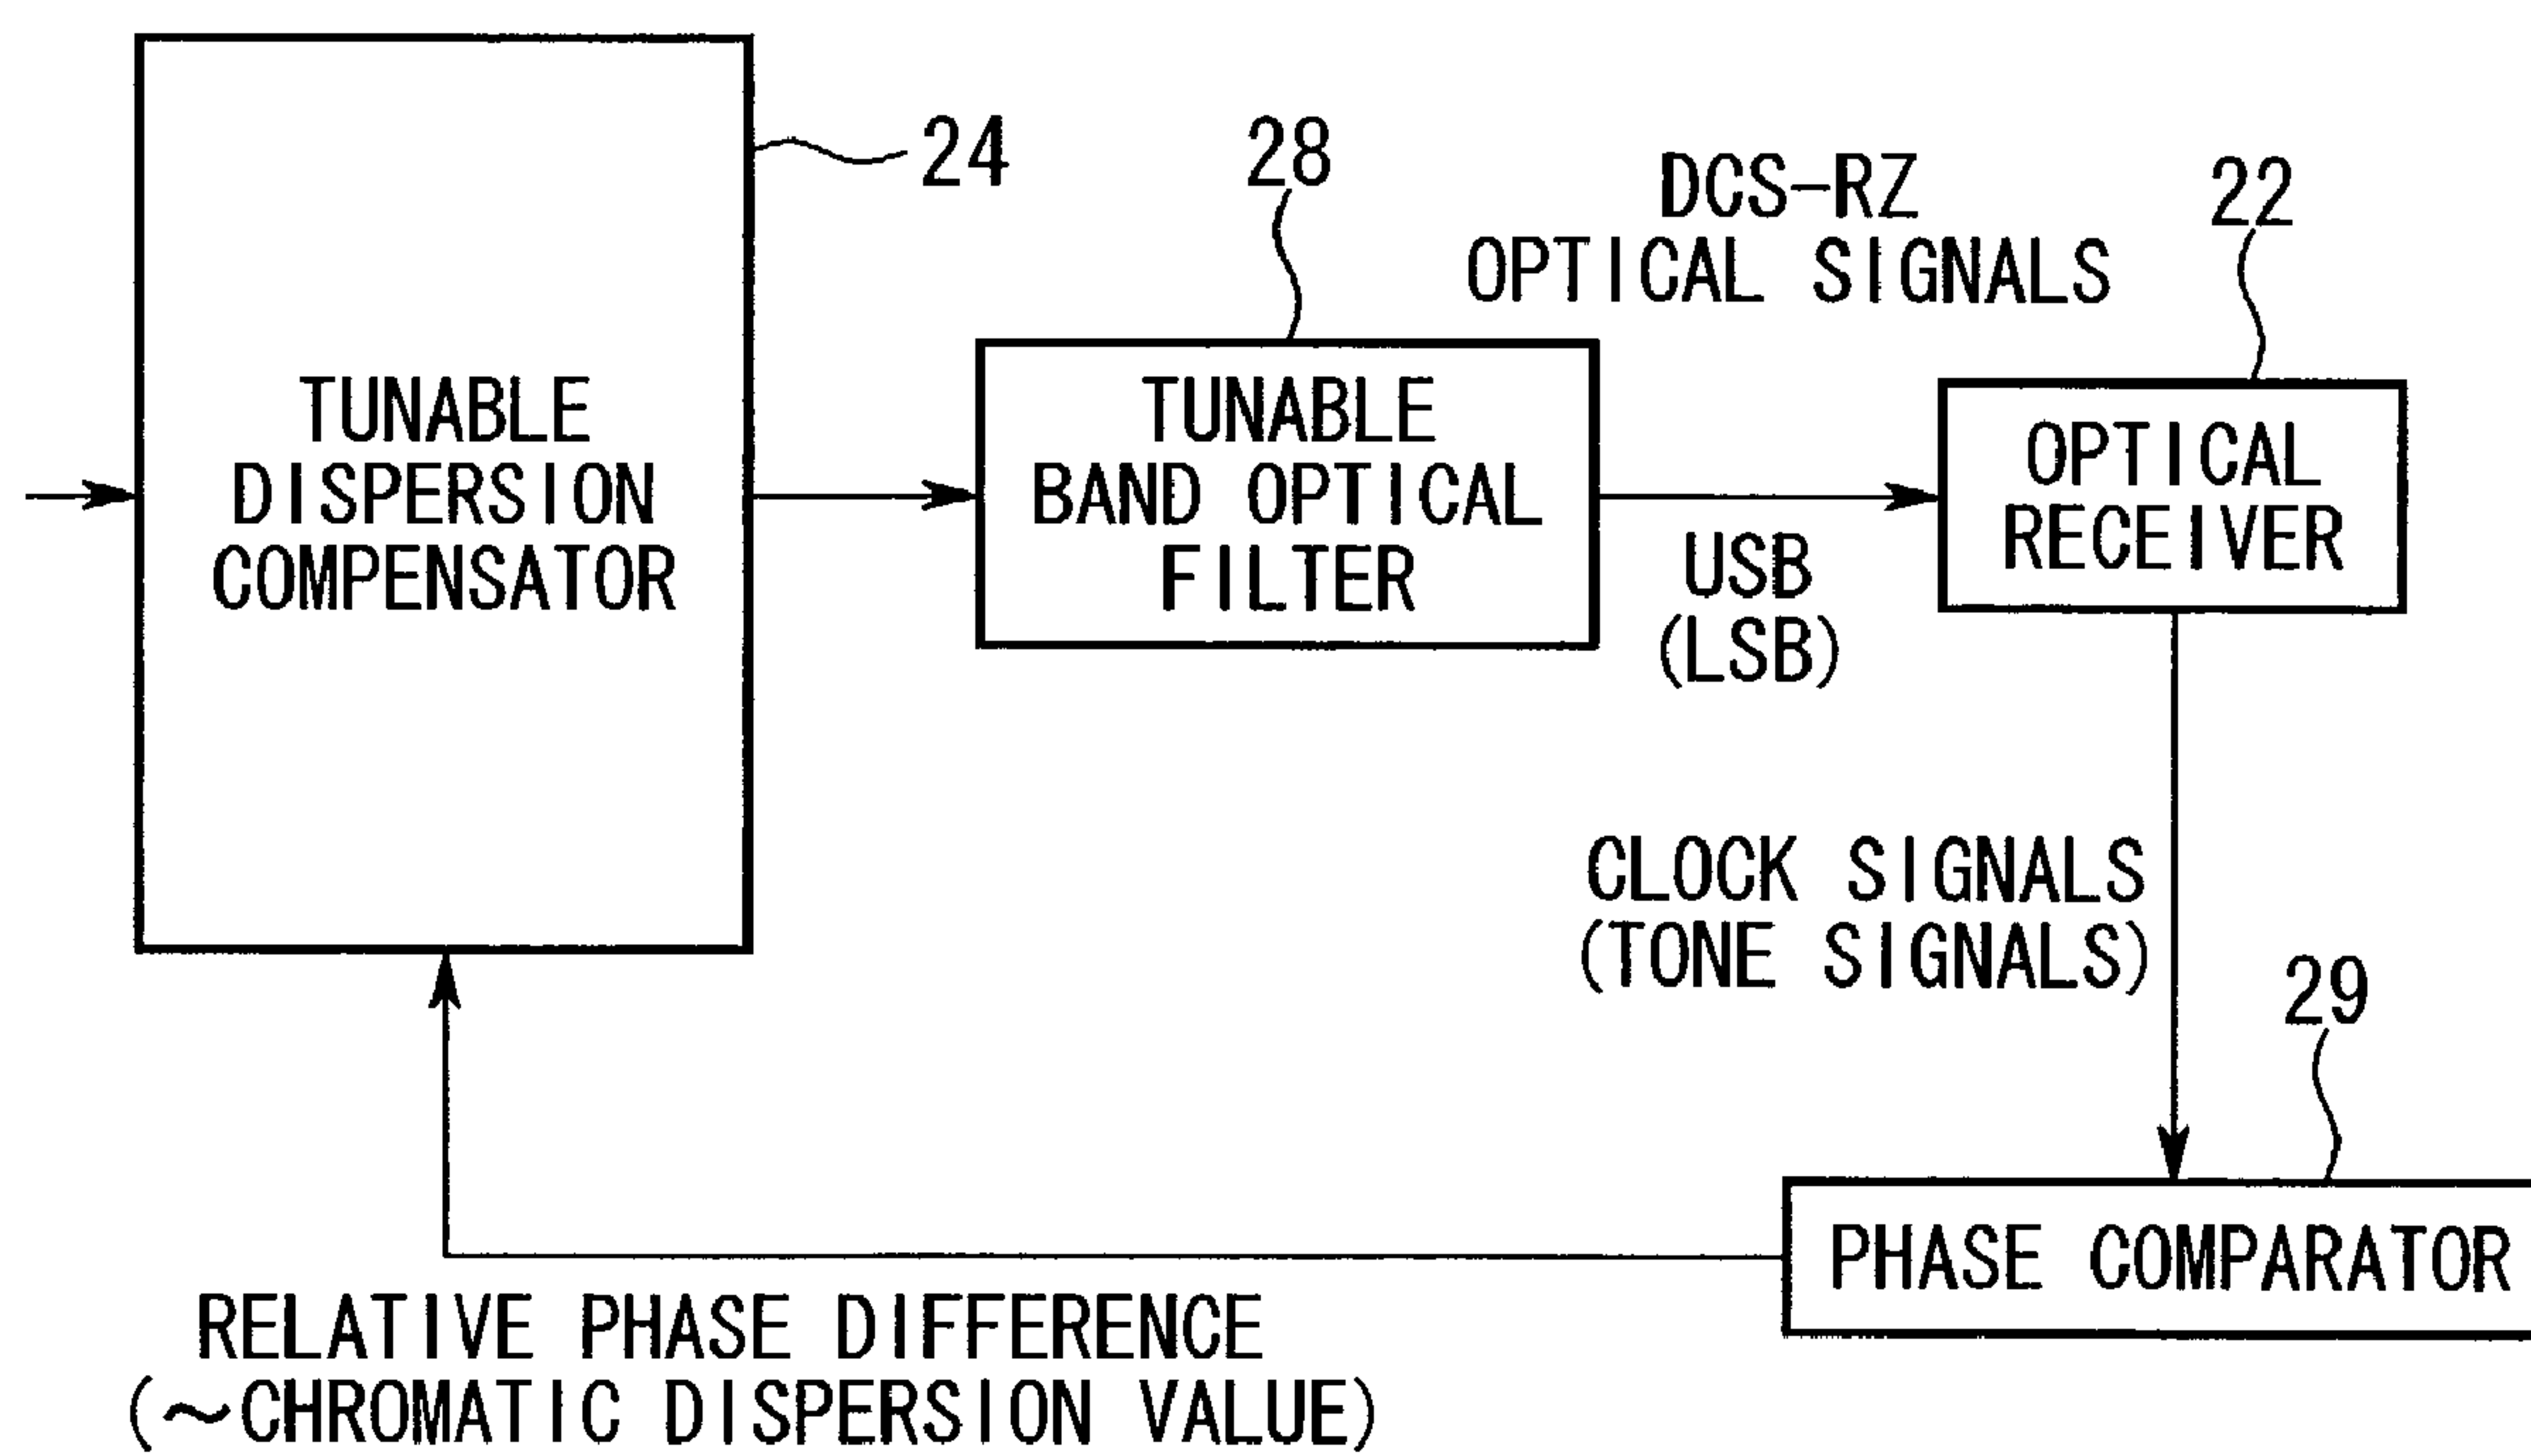 24
28
DCS-RZ
OPTICAL SIGNALS
22
TUNABLE
DISPERSION
COMPENSATOR
TUNABLE
BAND OPTICAL
FILTER
USB
(LSB)
OPTICAL
RECEIVER
CLOCK SIGNALS
(TONE SIGNALS)
29
PHASE COMPARATOR
RELATIVE PHASE DIFFERENCE
(~CHROMATIC DISPERSION VALUE)